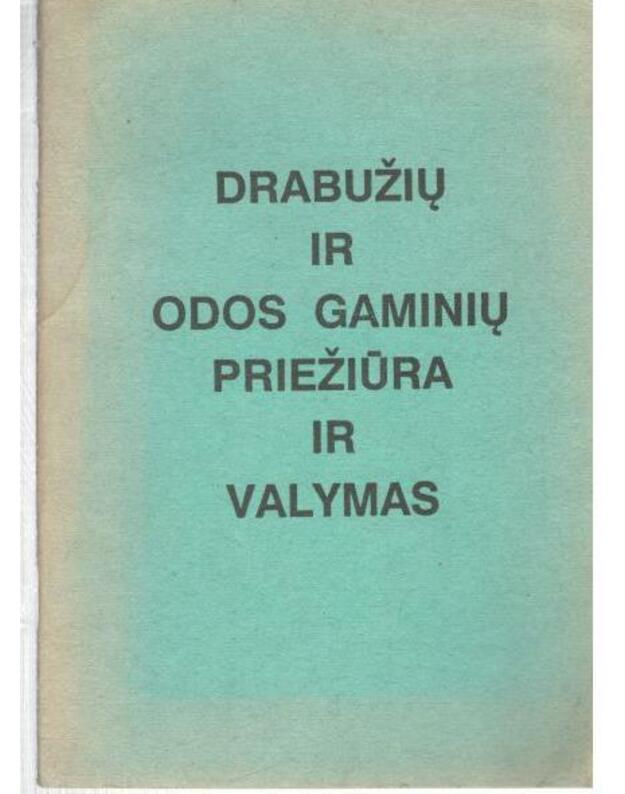 DRABUŽIŲ
IR
ODOS GAMINIŲ
PRIEŽIŪRA
IR
VALYMAS